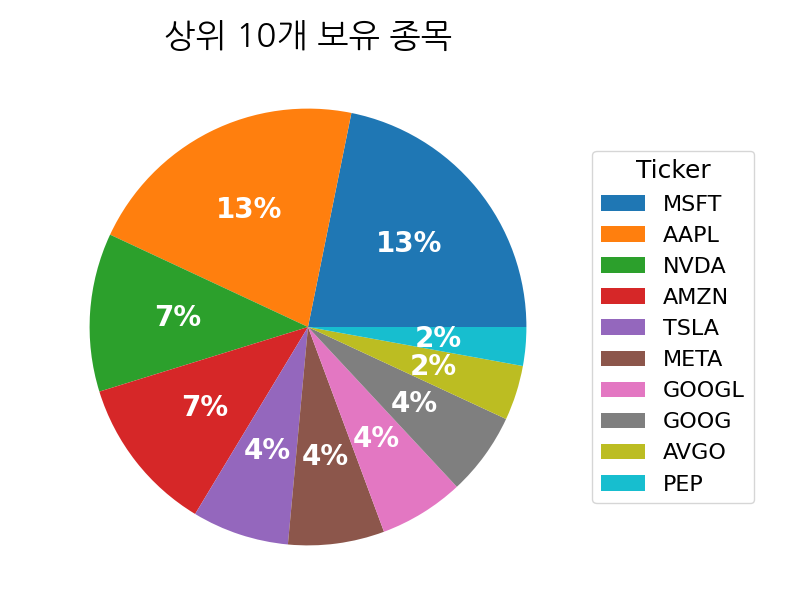 상위 10개 보유 종목
13%
13%
7%
7%
4%
4%
4%
4%
2%
2%
Ticker
MSFT
AAPL
NVDA
AMZN
TSLA
META
GOOGL
GOOG
AVGO
PEP